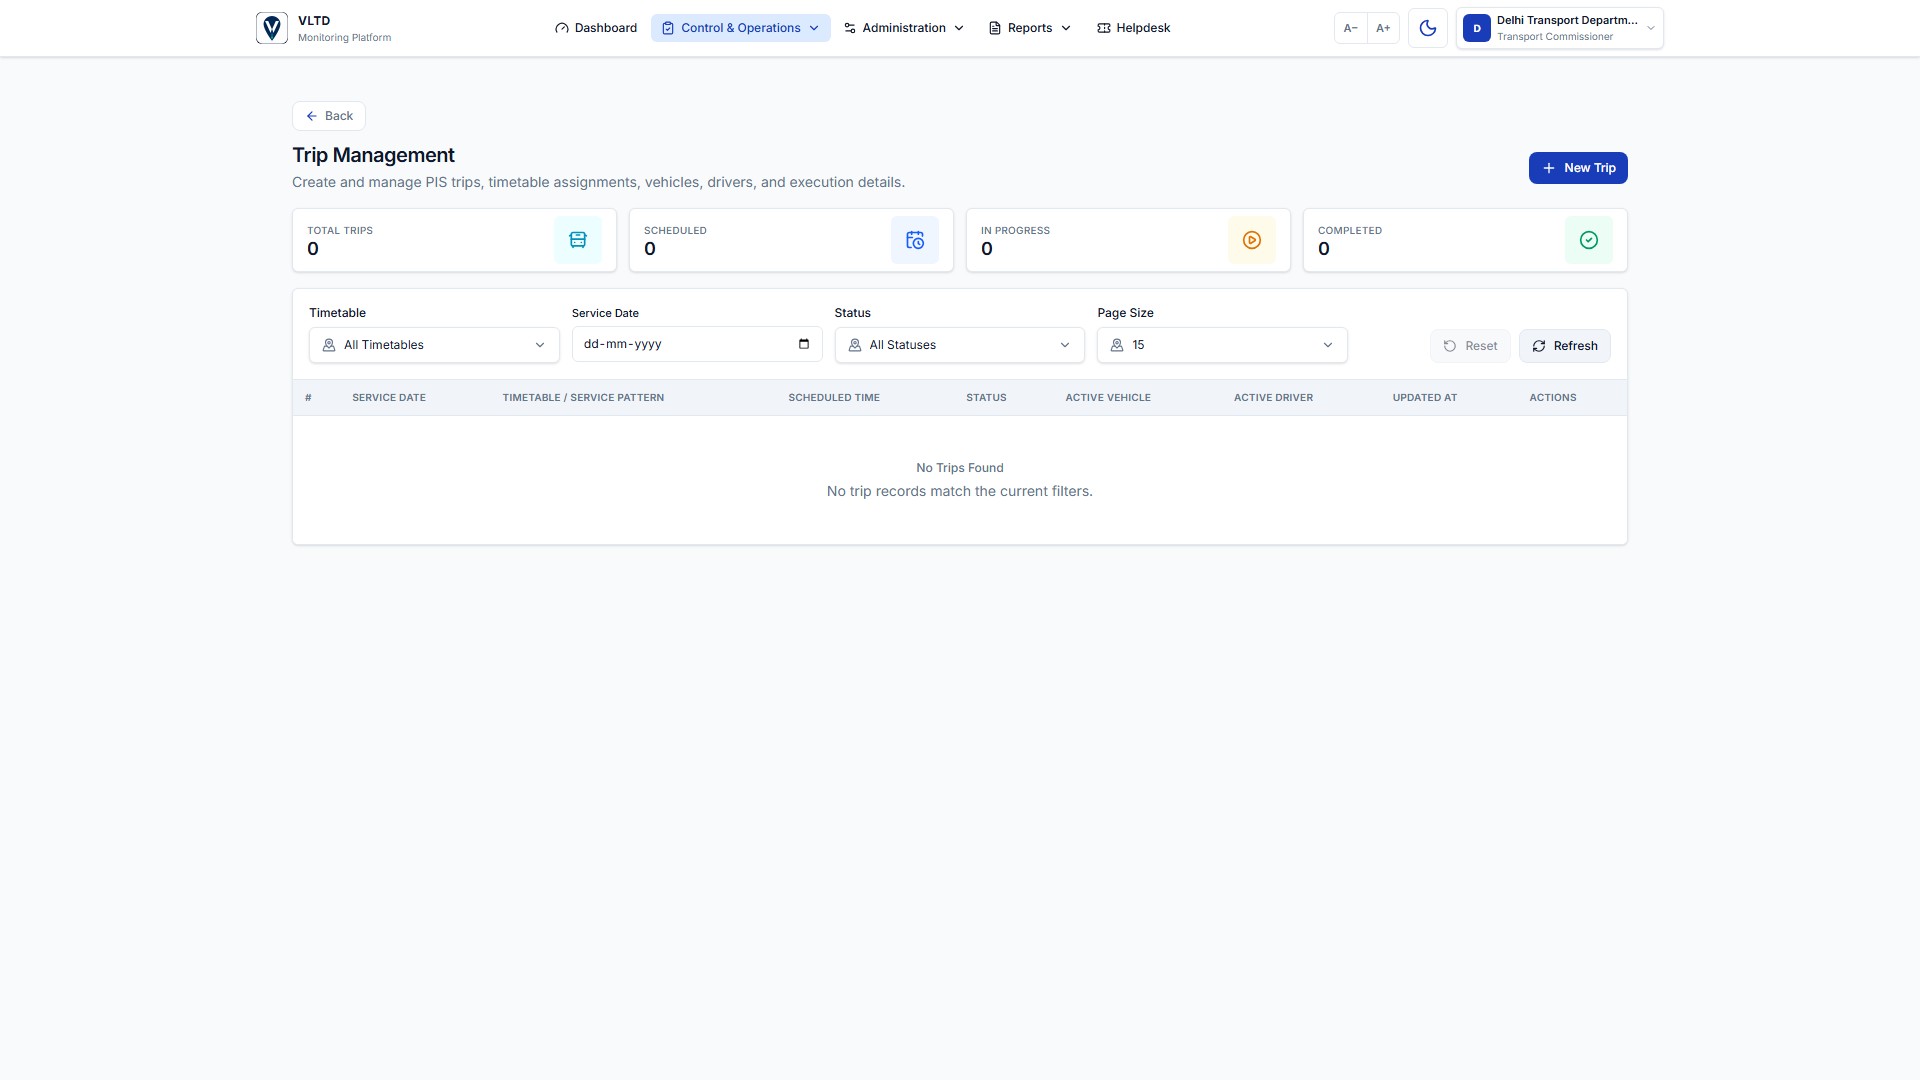 VLTD
Monitoring Platform
Dashboard
Control & Operations
Administration
Reports
Helpdesk
A−
A+
D
Delhi Transport Departm...
Transport Commissioner
Back
Trip Management
Create and manage PIS trips, timetable assignments, vehicles, drivers, and execution details.
New Trip
TOTAL TRIPS
0
SCHEDULED
0
IN PROGRESS
0
COMPLETED
0
Timetable
All Timetables
Service Date
dd-mm-yyyy
Status
All Statuses
Page Size
15
Reset
Refresh
# SERVICE DATE TIMETABLE / SERVICE PATTERN SCHEDULED TIME STATUS ACTIVE VEHICLE ACTIVE DRIVER UPDATED AT ACTIONS
No Trips Found
No trip records match the current filters.